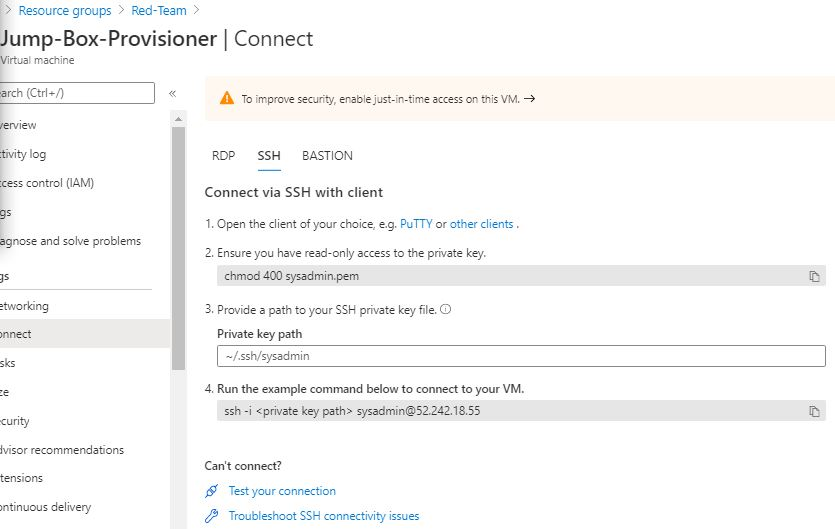 > Resource groups > Red-Team >
Jump-Box-Provisioner | Connect
Virtual machine
earch (Ctrl+/) «
To improve security, enable just-in-time access on this VM. →
verview
RDP SSH BASTION
tivity log
ccess control (IAM)
Connect via SSH with client
gs
1. Open the client of your choice, e.g. PuTTY or other clients .
agnose and solve problems
2. Ensure you have read-only access to the private key.
chmod 400 sysadmin.pem
gs
etworking
3. Provide a path to your SSH private key file.
onnect
Private key path
~/.ssh/sysadmin
sks
ze
4. Run the example command below to connect to your VM.
ssh -i <private key path> sysadmin@52.242.18.55
ecurity
dvisor recommendations
Can't connect?
tensions
Test your connection
ontinuous delivery
Troubleshoot SSH connectivity issues